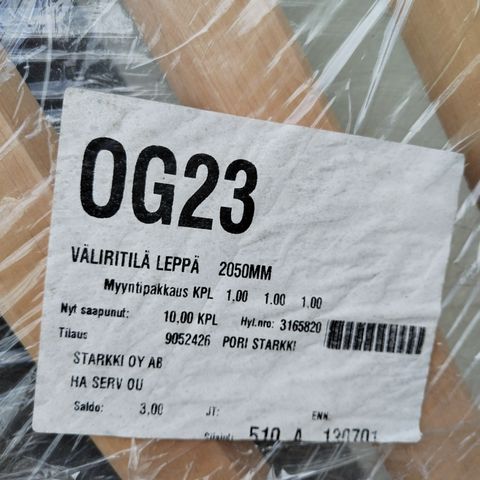 OG23
VÄLIRITILÄ LEPPÄ 2050MM
Myyntipakkaus KPL 1.00 1.00 1.00
Nyt saapunut: 10.00 KPL Hyl.nro: 3165820
Tilaus 9052426 PORI STARKKI
STARKKI OY AB
HA SERV OU
Saldo: 3.00 JT: ENN.
510 A 130701